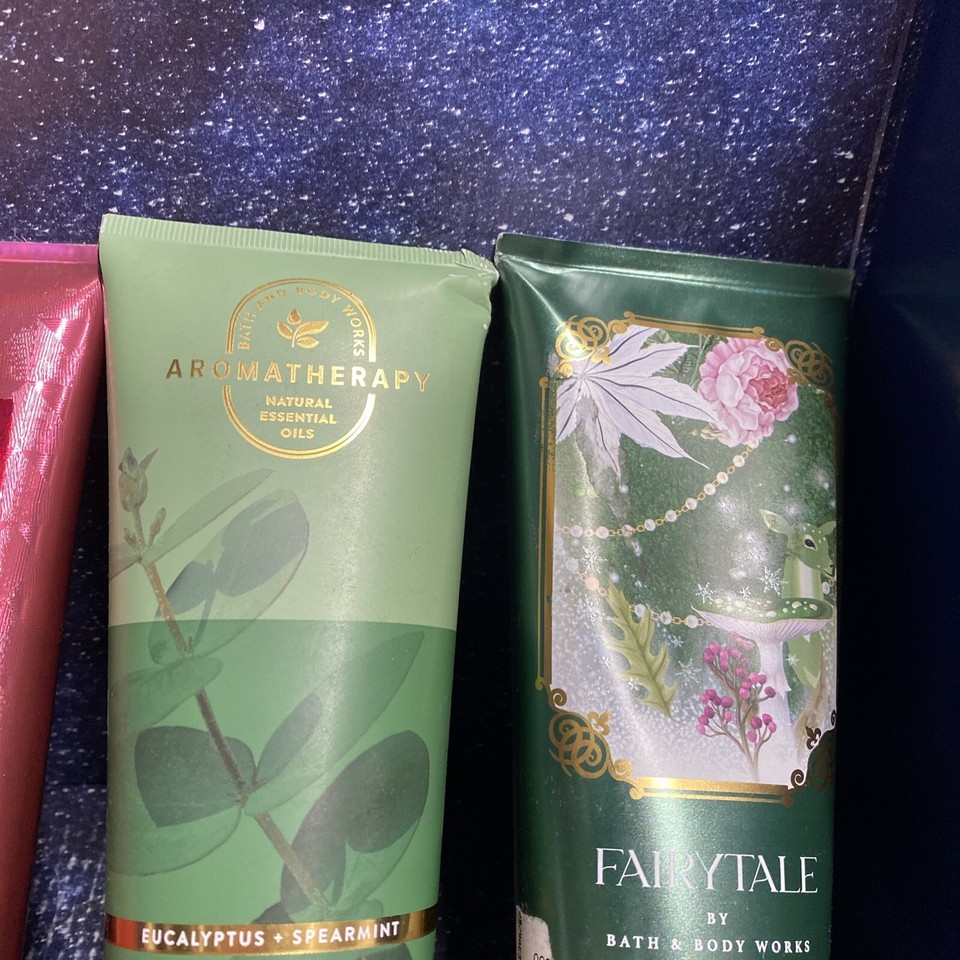 BATH AND BODY WORKS
AROMATHERAPY
NATURAL
ESSENTIAL
OILS
EUCALYPTUS + SPEARMINT
FAIRYTALE
BY
BATH & BODY WORKS